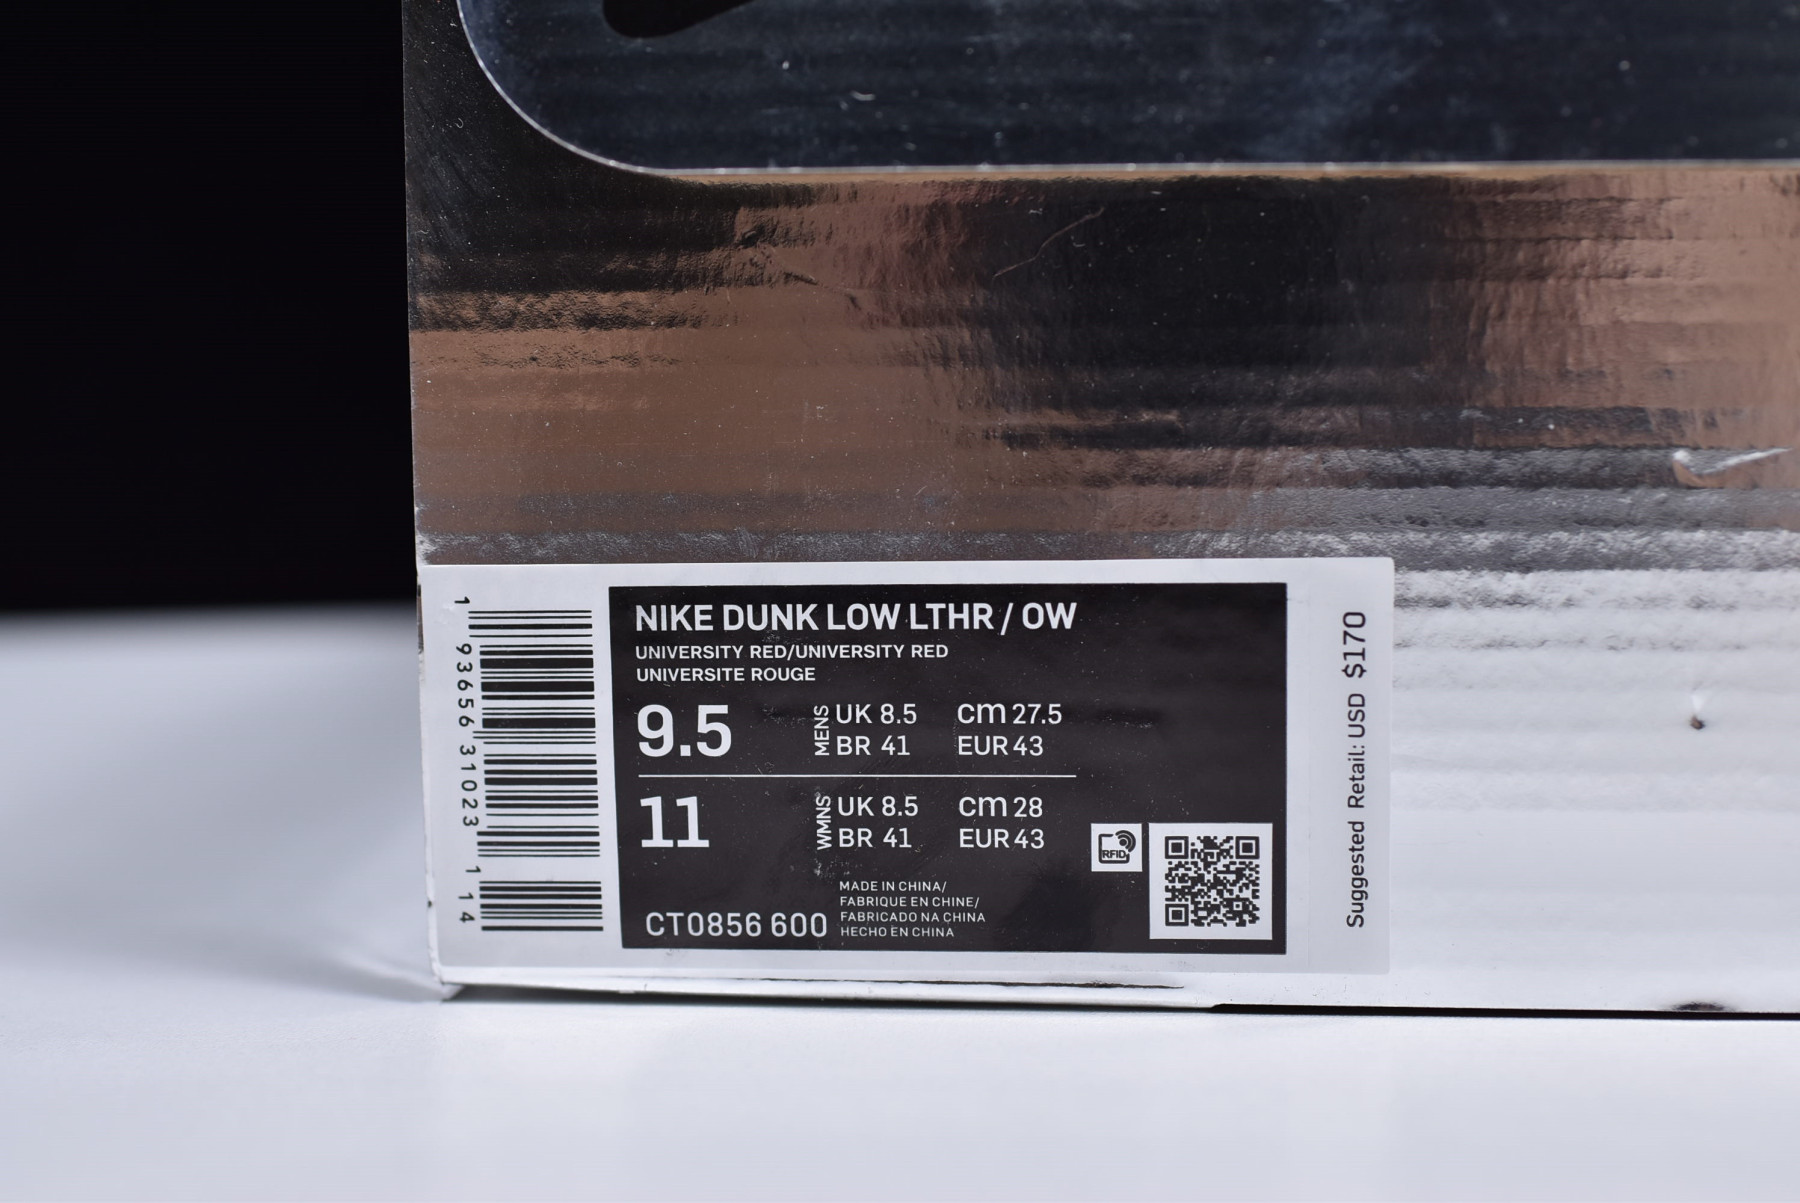 1 93656 31023 1 14
NIKE DUNK LOW LTHR / OW
UNIVERSITY RED/UNIVERSITY RED
UNIVERSITE ROUGE
9.5 MENS UK 8.5 cm 27.5
BR 41 EUR 43
11 WMNS UK 8.5 cm 28
BR 41 EUR 43
RFID
MADE IN CHINA/
FABRIQUE EN CHINE/
FABRICADO NA CHINA
HECHO EN CHINA
CT0856 600
Suggested Retail: USD $170